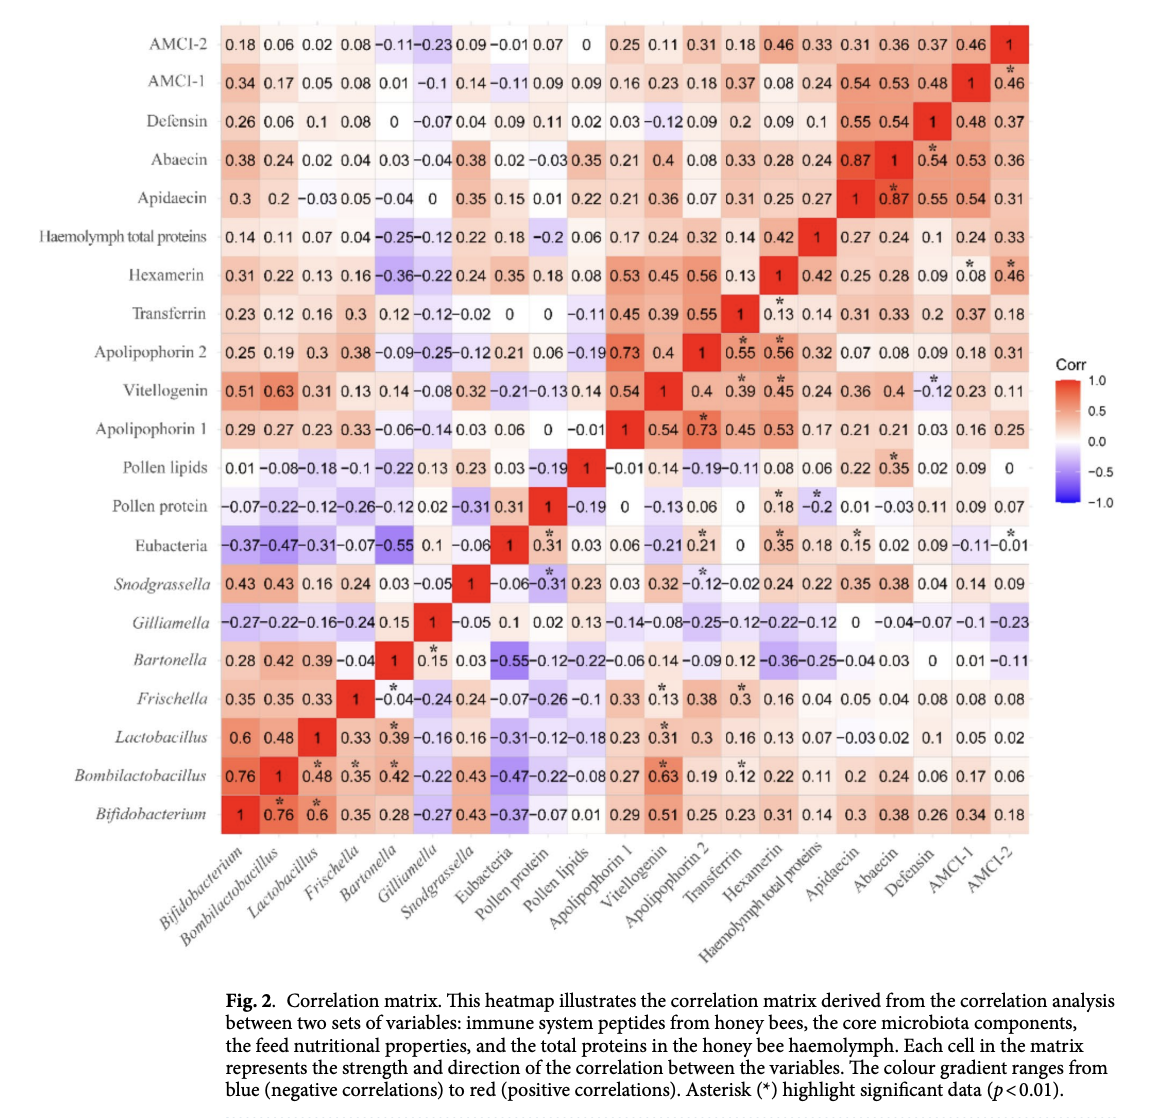 AMCI-2 0.18 0.06 0.02 0.08 −0.11 −0.23 0.09 −0.01 0.07 0 0.25 0.11 0.31 0.18 0.46 0.33 0.31 0.36 0.37 0.46 1
*
AMCI-1 0.34 0.17 0.05 0.08 0.01 −0.1 0.14 −0.11 0.09 0.09 0.16 0.23 0.18 0.37 0.08 0.24 0.54 0.53 0.48 1 0.46
Defensin 0.26 0.06 0.1 0.08 0 −0.07 0.04 0.09 0.11 0.02 0.03 −0.12 0.09 0.2 0.09 0.1 0.55 0.54 1 0.48 0.37
*
Abaecin 0.38 0.24 0.02 0.04 0.03 −0.04 0.38 0.02 −0.03 0.35 0.21 0.4 0.08 0.33 0.28 0.24 0.87 1 0.54 0.53 0.36
*
Apidaecin 0.3 0.2 −0.03 0.05 −0.04 0 0.35 0.15 0.01 0.22 0.21 0.36 0.07 0.31 0.25 0.27 1 0.87 0.55 0.54 0.31
Haemolymph total proteins 0.14 0.11 0.07 0.04 −0.25 −0.12 0.22 0.18 −0.2 0.06 0.17 0.24 0.32 0.14 0.42 1 0.27 0.24 0.1 0.24 0.33
* *
Hexamerin 0.31 0.22 0.13 0.16 −0.36 −0.22 0.24 0.35 0.18 0.08 0.53 0.45 0.56 0.13 1 0.42 0.25 0.28 0.09 0.08 0.46
*
Transferrin 0.23 0.12 0.16 0.3 0.12 −0.12 −0.02 0 0 −0.11 0.45 0.39 0.55 1 0.13 0.14 0.31 0.33 0.2 0.37 0.18
* *
Apolipophorin 2 0.25 0.19 0.3 0.38 −0.09 −0.25 −0.12 0.21 0.06 −0.19 0.73 0.4 1 0.55 0.56 0.32 0.07 0.08 0.09 0.18 0.31
* * *
Vitellogenin 0.51 0.63 0.31 0.13 0.14 −0.08 0.32 −0.21 −0.13 0.14 0.54 1 0.4 0.39 0.45 0.24 0.36 0.4 −0.12 0.23 0.11
*
Apolipophorin 1 0.29 0.27 0.23 0.33 −0.06 −0.14 0.03 0.06 0 −0.01 1 0.54 0.73 0.45 0.53 0.17 0.21 0.21 0.03 0.16 0.25
*
Pollen lipids 0.01 −0.08 −0.18 −0.1 −0.22 0.13 0.23 0.03 −0.19 1 −0.01 0.14 −0.19 −0.11 0.08 0.06 0.22 0.35 0.02 0.09 0
* *
Pollen protein −0.07 −0.22 −0.12 −0.26 −0.12 0.02 −0.31 0.31 1 −0.19 0 −0.13 0.06 0 0.18 −0.2 0.01 −0.03 0.11 0.09 0.07
* * * * *
Eubacteria −0.37 −0.47 −0.31 −0.07 −0.55 0.1 −0.06 1 0.31 0.03 0.06 −0.21 0.21 0 0.35 0.18 0.15 0.02 0.09 −0.11 −0.01
* *
Snodgrassella 0.43 0.43 0.16 0.24 0.03 −0.05 1 −0.06 −0.31 0.23 0.03 0.32 −0.12 −0.02 0.24 0.22 0.35 0.38 0.04 0.14 0.09
Gilliamella −0.27 −0.22 −0.16 −0.24 0.15 1 −0.05 0.1 0.02 0.13 −0.14 −0.08 −0.25 −0.12 −0.22 −0.12 0 −0.04 −0.07 −0.1 −0.23
*
Bartonella 0.28 0.42 0.39 −0.04 1 0.15 0.03 −0.55 −0.12 −0.22 −0.06 0.14 −0.09 0.12 −0.36 −0.25 −0.04 0.03 0 0.01 −0.11
* * *
Frischella 0.35 0.35 0.33 1 −0.04 −0.24 0.24 −0.07 −0.26 −0.1 0.33 0.13 0.38 0.3 0.16 0.04 0.05 0.04 0.08 0.08 0.08
* *
Lactobacillus 0.6 0.48 1 0.33 0.39 −0.16 0.16 −0.31 −0.12 −0.18 0.23 0.31 0.3 0.16 0.13 0.07 −0.03 0.02 0.1 0.05 0.02
* * * * *
Bombilactobacillus 0.76 1 0.48 0.35 0.42 −0.22 0.43 −0.47 −0.22 −0.08 0.27 0.63 0.19 0.12 0.22 0.11 0.2 0.24 0.06 0.17 0.06
* *
Bifidobacterium 1 0.76 0.6 0.35 0.28 −0.27 0.43 −0.37 −0.07 0.01 0.29 0.51 0.25 0.23 0.31 0.14 0.3 0.38 0.26 0.34 0.18
Bifidobacterium
Bombilactobacillus
Lactobacillus
Frischella
Bartonella
Gilliamella
Snodgrassella
Eubacteria
Pollen protein
Pollen lipids
Apolipophorin 1
Vitellogenin
Apolipophorin 2
Transferrin
Hexamerin
Haemolymph total proteins
Apidaecin
Abaecin
Defensin
AMCI-1
AMCI-2
Corr
1.0
0.5
0.0
−0.5
−1.0
Fig. 2. Correlation matrix. This heatmap illustrates the correlation matrix derived from the correlation analysis
between two sets of variables: immune system peptides from honey bees, the core microbiota components,
the feed nutritional properties, and the total proteins in the honey bee haemolymph. Each cell in the matrix
represents the strength and direction of the correlation between the variables. The colour gradient ranges from
blue (negative correlations) to red (positive correlations). Asterisk (*) highlight significant data (p < 0.01).